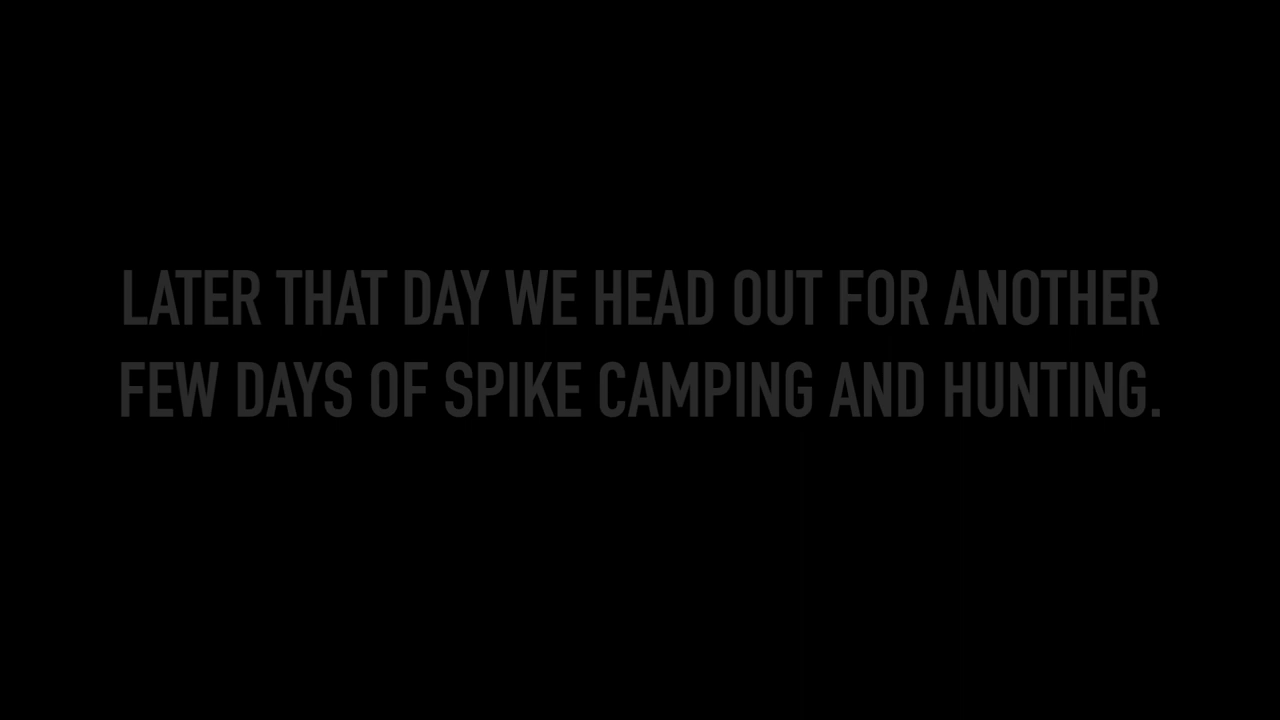 LATER THAT DAY WE HEAD OUT FOR ANOTHER
FEW DAYS OF SPIKE CAMPING AND HUNTING.